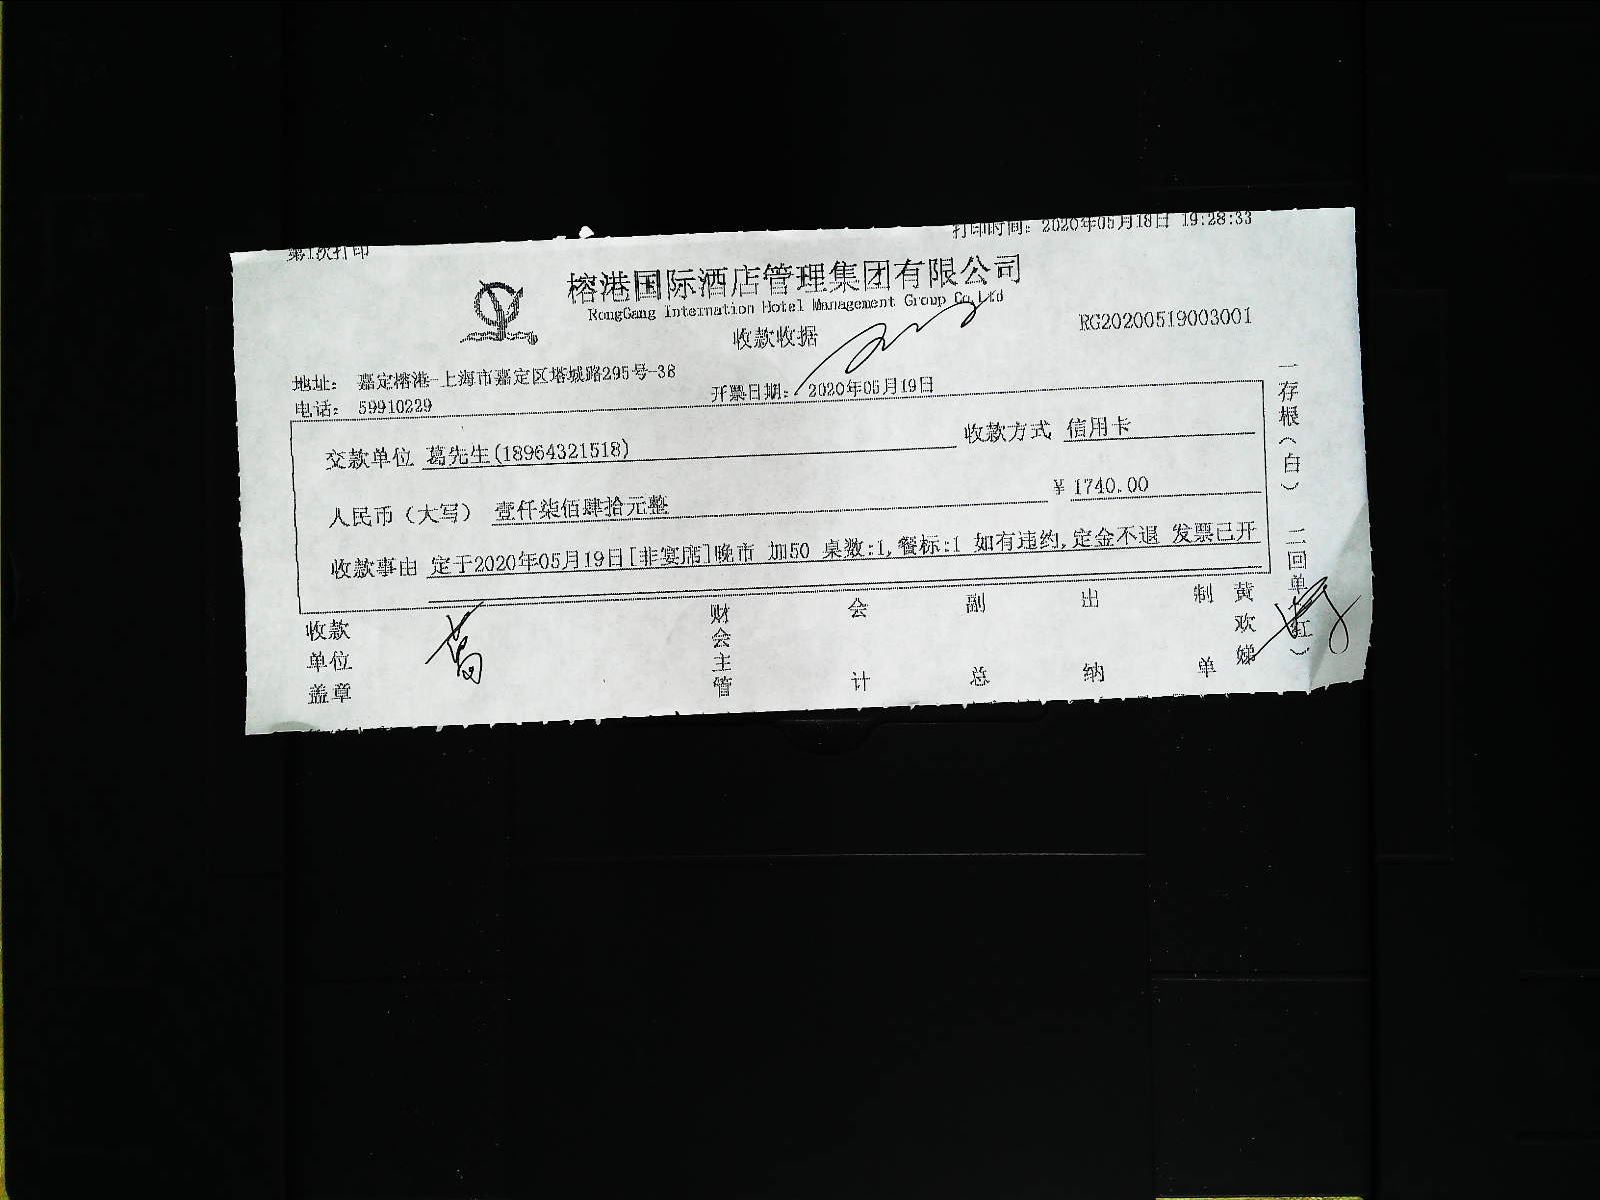 第1次打印
打印时间: 2020年05月18日 19:28:33
榕港国际酒店管理集团有限公司
RongGang Internation Hotel Management Group Co.Ltd
收款收据
RG20200519003001
地址: 嘉定榕港-上海市嘉定区塔城路295号-38
电话: 59910229
开票日期: 2020年05月19日
交款单位 葛先生(18964321518)
收款方式 信用卡
人民币(大写) 壹仟柒佰肆拾元整
¥ 1740.00
收款事由 定于2020年05月19日[非宴席]晚市 加50 桌数:1,餐标:1 如有违约,定金不退 发票已开
收款单位盖章
葛
财会主管
会计
副总
出纳
制单
黄欢娣
一存根(白) 二回单(红)